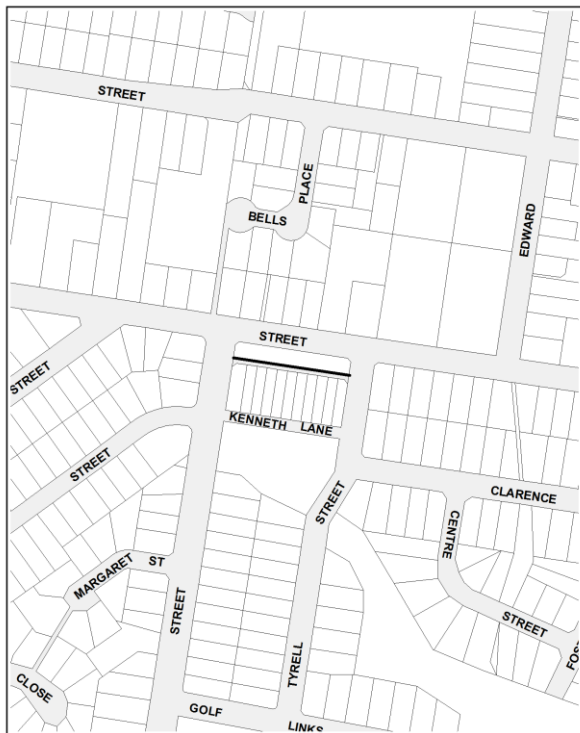 STREET
PLACE
BELLS
EDWARD
STREET
STREET
KENNETH LANE
STREET
STREET
CLARENCE
CENTRE
MARGARET ST
STREET
STREET
FOST
TYRELL
CLOSE
GOLF LINKS